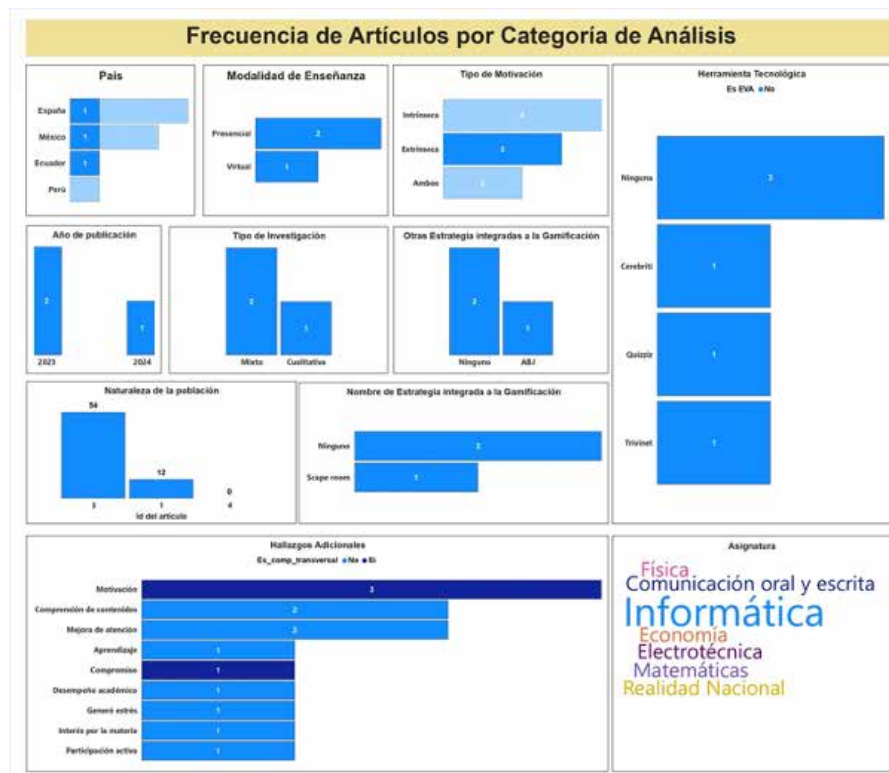 Frecuencia de Artículos por Categoría de Análisis
País
España
1
México
1
Ecuador
1
Perú
Modalidad de Enseñanza
Presencial
2
Virtual
1
Tipo de Motivación
Intrínseca
Extrínseca
Ambos
Herramienta Tecnológica
Es EVA No
Ninguna
3
Cerebriti
1
Quizziz
1
Trivinet
1
Año de publicación
2
1
2023
2024
Tipo de Investigación
2
1
Mixto
Cualitativa
Otras Estrategia integradas a la Gamificación
2
1
Ninguno
ABJ
Naturaleza de la población
54
12
0
3
1
4
Id del artículo
Nombre de Estrategia integrada a la Gamificación
Ninguno
2
Scape room
1
Hallazgos Adicionales
Es_comp_transversal No Si
Motivación
3
Comprensión de contenidos
2
Mejora de atención
2
Aprendizaje
1
Compromiso
1
Desempeño académico
1
Generó estrés
1
Interés por la materia
1
Participación activa
1
Asignatura
Física
Comunicación oral y escrita
Informática
Economía
Electrotécnica
Matemáticas
Realidad Nacional